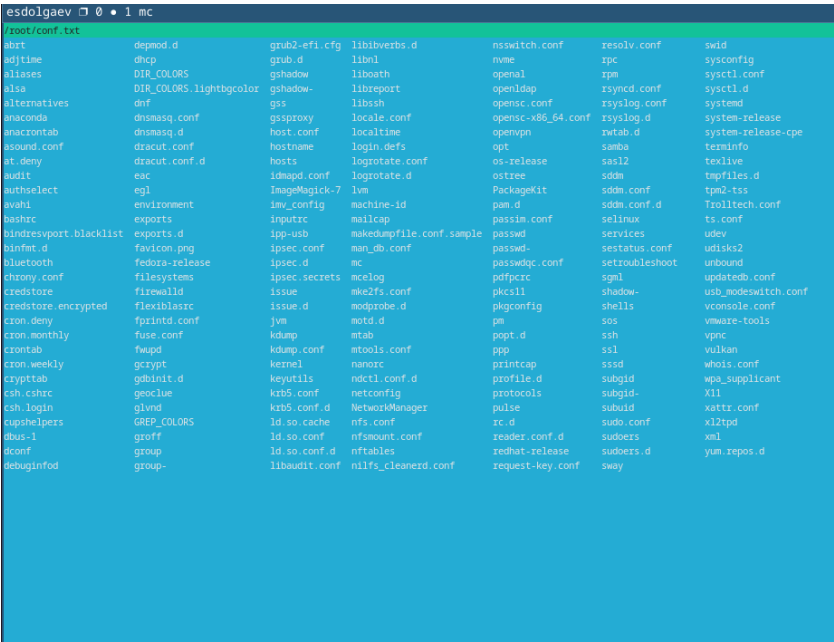 esdolgaev ❐ 0 ● 1 mc
/root/conf.txt
abrt depmod.d grub2-efi.cfg libibverbs.d nsswitch.conf resolv.conf swid
adjtime dhcp grub.d libnl nvme rpc sysconfig
aliases DIR_COLORS gshadow liboath openal rpm sysctl.conf
alsa DIR_COLORS.lightbgcolor gshadow- libreport openldap rsyncd.conf sysctl.d
alternatives dnf gss libssh opensc.conf rsyslog.conf systemd
anaconda dnsmasq.conf gssproxy locale.conf opensc-x86_64.conf rsyslog.d system-release
anacrontab dnsmasq.d host.conf localtime openvpn rwtab.d system-release-cpe
asound.conf dracut.conf hostname login.defs opt samba terminfo
at.deny dracut.conf.d hosts logrotate.conf os-release sasl2 texlive
audit eac idmapd.conf logrotate.d ostree sddm tmpfiles.d
authselect egl ImageMagick-7 lvm PackageKit sddm.conf tpm2-tss
avahi environment imv_config machine-id pam.d sddm.conf.d Trolltech.conf
bashrc exports inputrc mailcap passim.conf selinux ts.conf
bindresvport.blacklist exports.d ipp-usb makedumpfile.conf.sample passwd services udev
binfmt.d favicon.png ipsec.conf man_db.conf passwd- sestatus.conf udisks2
bluetooth fedora-release ipsec.d mc passwdqc.conf setroubleshoot unbound
chrony.conf filesystems ipsec.secrets mcelog pdfpcrc sgml updatedb.conf
credstore firewalld issue mke2fs.conf pkcs11 shadow- usb_modeswitch.conf
credstore.encrypted flexiblasrc issue.d modprobe.d pkgconfig shells vconsole.conf
cron.deny fprintd.conf jvm motd.d pm sos vmware-tools
cron.monthly fuse.conf kdump mtab popt.d ssh vpnc
crontab fwupd kdump.conf mtools.conf ppp ssl vulkan
cron.weekly gcrypt kernel nanorc printcap sssd whois.conf
crypttab gdbinit.d keyutils ndctl.conf.d profile.d subgid wpa_supplicant
csh.cshrc geoclue krb5.conf netconfig protocols subgid- X11
csh.login glvnd krb5.conf.d NetworkManager pulse subuid xattr.conf
cupshelpers GREP_COLORS ld.so.cache nfs.conf rc.d sudo.conf xl2tpd
dbus-1 groff ld.so.conf nfsmount.conf reader.conf.d sudoers xml
dconf group ld.so.conf.d nftables redhat-release sudoers.d yum.repos.d
debuginfod group- libaudit.conf nilfs_cleanerd.conf request-key.conf sway